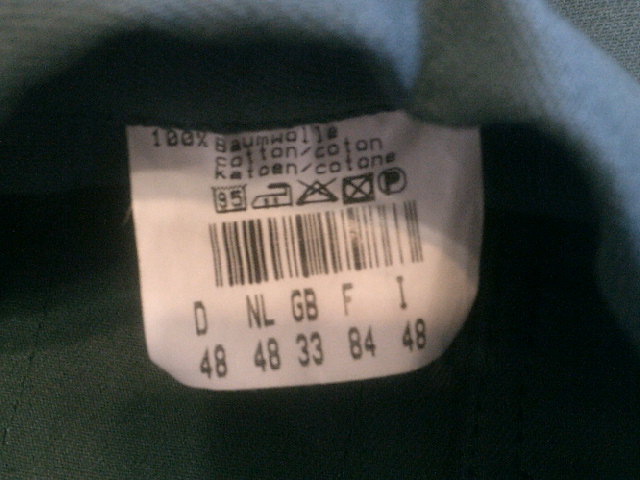 100% Baumwolle
cotton/coton
katoen/cotone
95 P
D NL GB F I
48 48 33 84 48